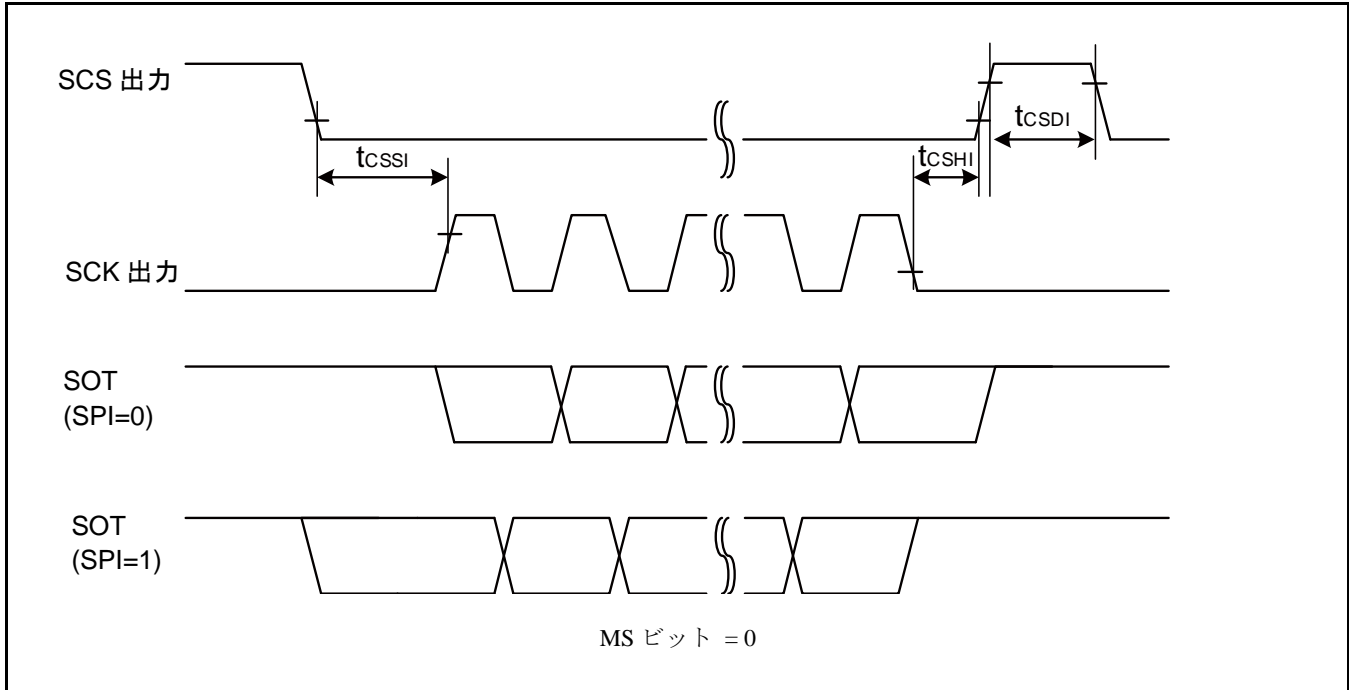 SCS 出力
tCSDI
tCSSI
tCSHI
SCK 出力
SOT
(SPI=0)
SOT
(SPI=1)
MS ビット = 0